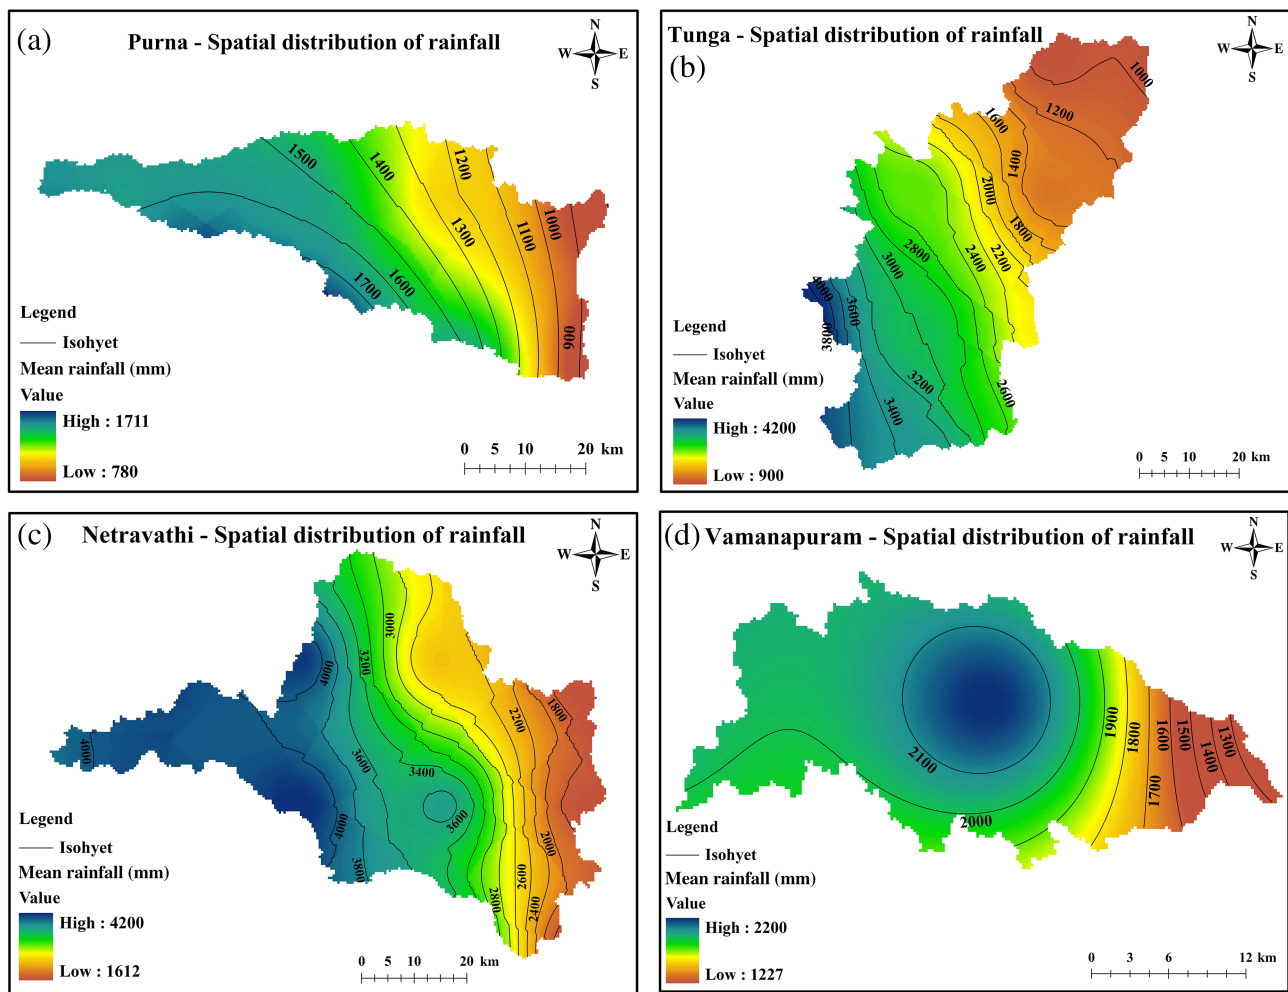 (a)
Purna - Spatial distribution of rainfall
N
W E
S
1500
1400
1200
1300
1100
1000
1600
1700
900
Legend
Isohyet
Mean rainfall (mm)
Value
High : 1711
Low : 780
0 5 10 20 km
Tunga - Spatial distribution of rainfall
(b)
N
W E
S
1000
1200
1600
1400
2000
1800
2200
2400
2800
3000
4000
3600
3800
3200
3400
2600
Legend
Isohyet
Mean rainfall (mm)
Value
High : 4200
Low : 900
0 5 10 20 km
(c)
Netravathi - Spatial distribution of rainfall
N
W E
S
3000
3200
4000
2200
1800
4000
3600
3400
3600
4000
3800
2000
2600
2800
2400
Legend
Isohyet
Mean rainfall (mm)
Value
High : 4200
Low : 1612
0 5 10 20 km
(d)
Vamanapuram - Spatial distribution of rainfall
N
W E
S
2100
2000
1900
1800
1600
1700
1500
1400
1300
Legend
Isohyet
Mean rainfall (mm)
Value
High : 2200
Low : 1227
0 3 6 12 km